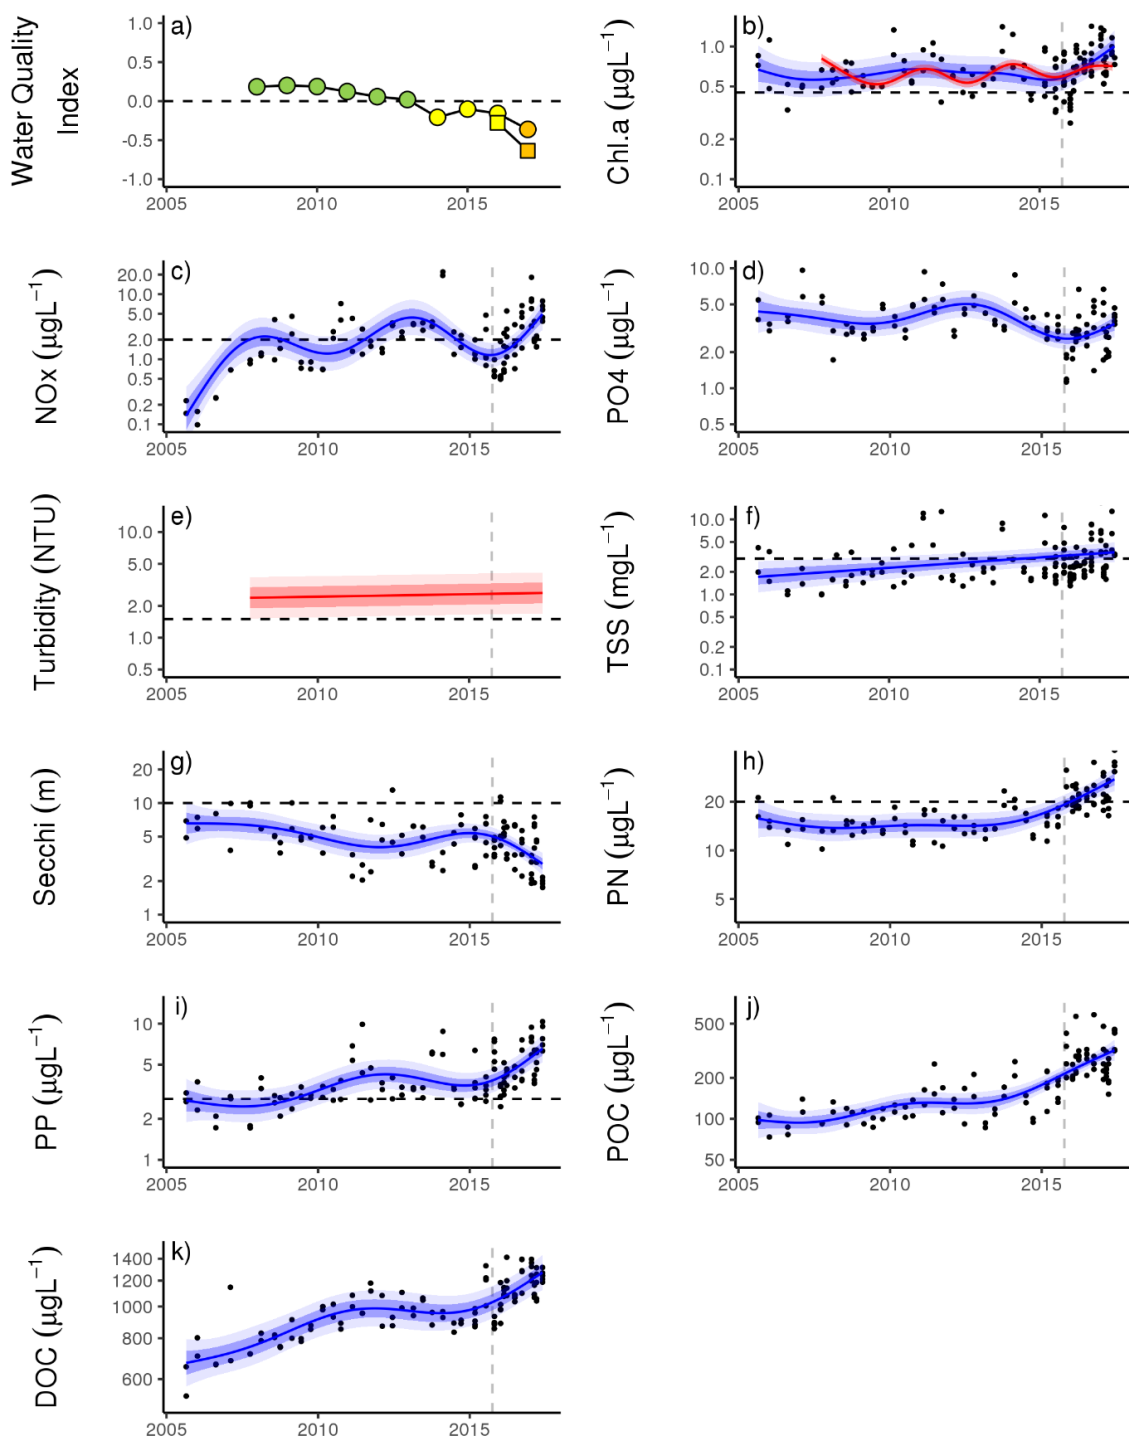 a)
Water Quality
Index
1.0
0.5
0.0
-0.5
-1.0
2005 2010 2015
b)
Chl.a (µgL⁻¹)
1.0
0.5
0.2
0.1
2005 2010 2015
c)
NOx (µgL⁻¹)
20.0
10.0
5.0
2.0
1.0
0.5
0.2
0.1
2005 2010 2015
d)
PO4 (µgL⁻¹)
10.0
5.0
2.0
1.0
0.5
2005 2010 2015
e)
Turbidity (NTU)
10.0
5.0
2.0
1.0
0.5
2005 2010 2015
f)
TSS (mgL⁻¹)
10.0
5.0
2.0
1.0
0.5
0.2
0.1
2005 2010 2015
g)
Secchi (m)
20
10
5
2
1
2005 2010 2015
h)
PN (µgL⁻¹)
20
10
5
2005 2010 2015
i)
PP (µgL⁻¹)
10
5
2
1
2005 2010 2015
j)
POC (µgL⁻¹)
500
200
100
50
2005 2010 2015
k)
DOC (µgL⁻¹)
1400
1200
1000
800
600
2005 2010 2015